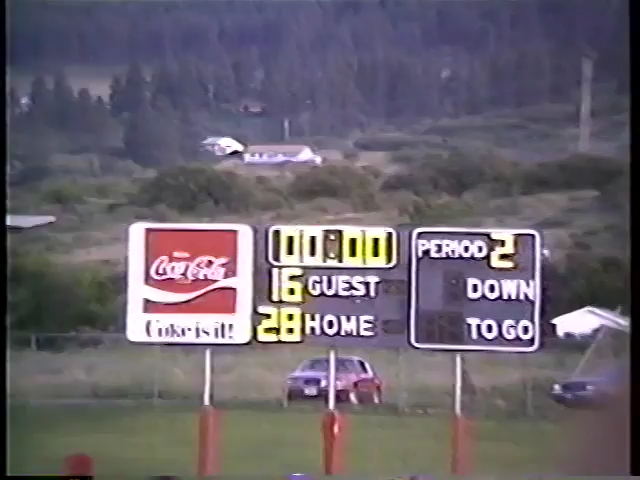 Coca-Cola
Coke is it!
00:00
16 GUEST
28 HOME
PERIOD 2
DOWN
TO GO